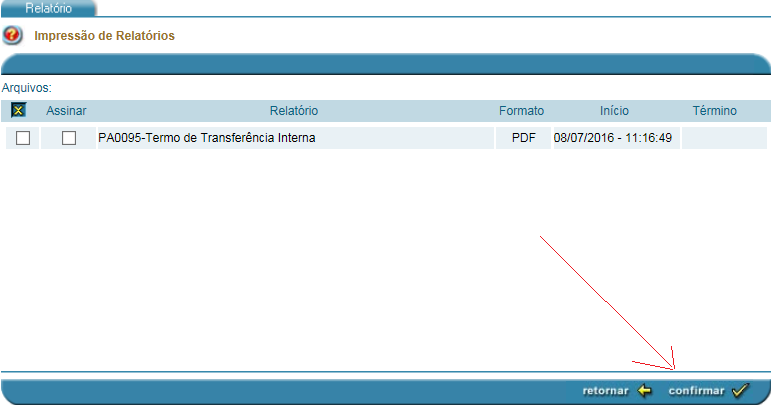 Relatório
Impressão de Relatórios
Arquivos:
Assinar Relatório Formato Início Término
PA0095-Termo de Transferência Interna PDF 08/07/2016 - 11:16:49
retornar confirmar